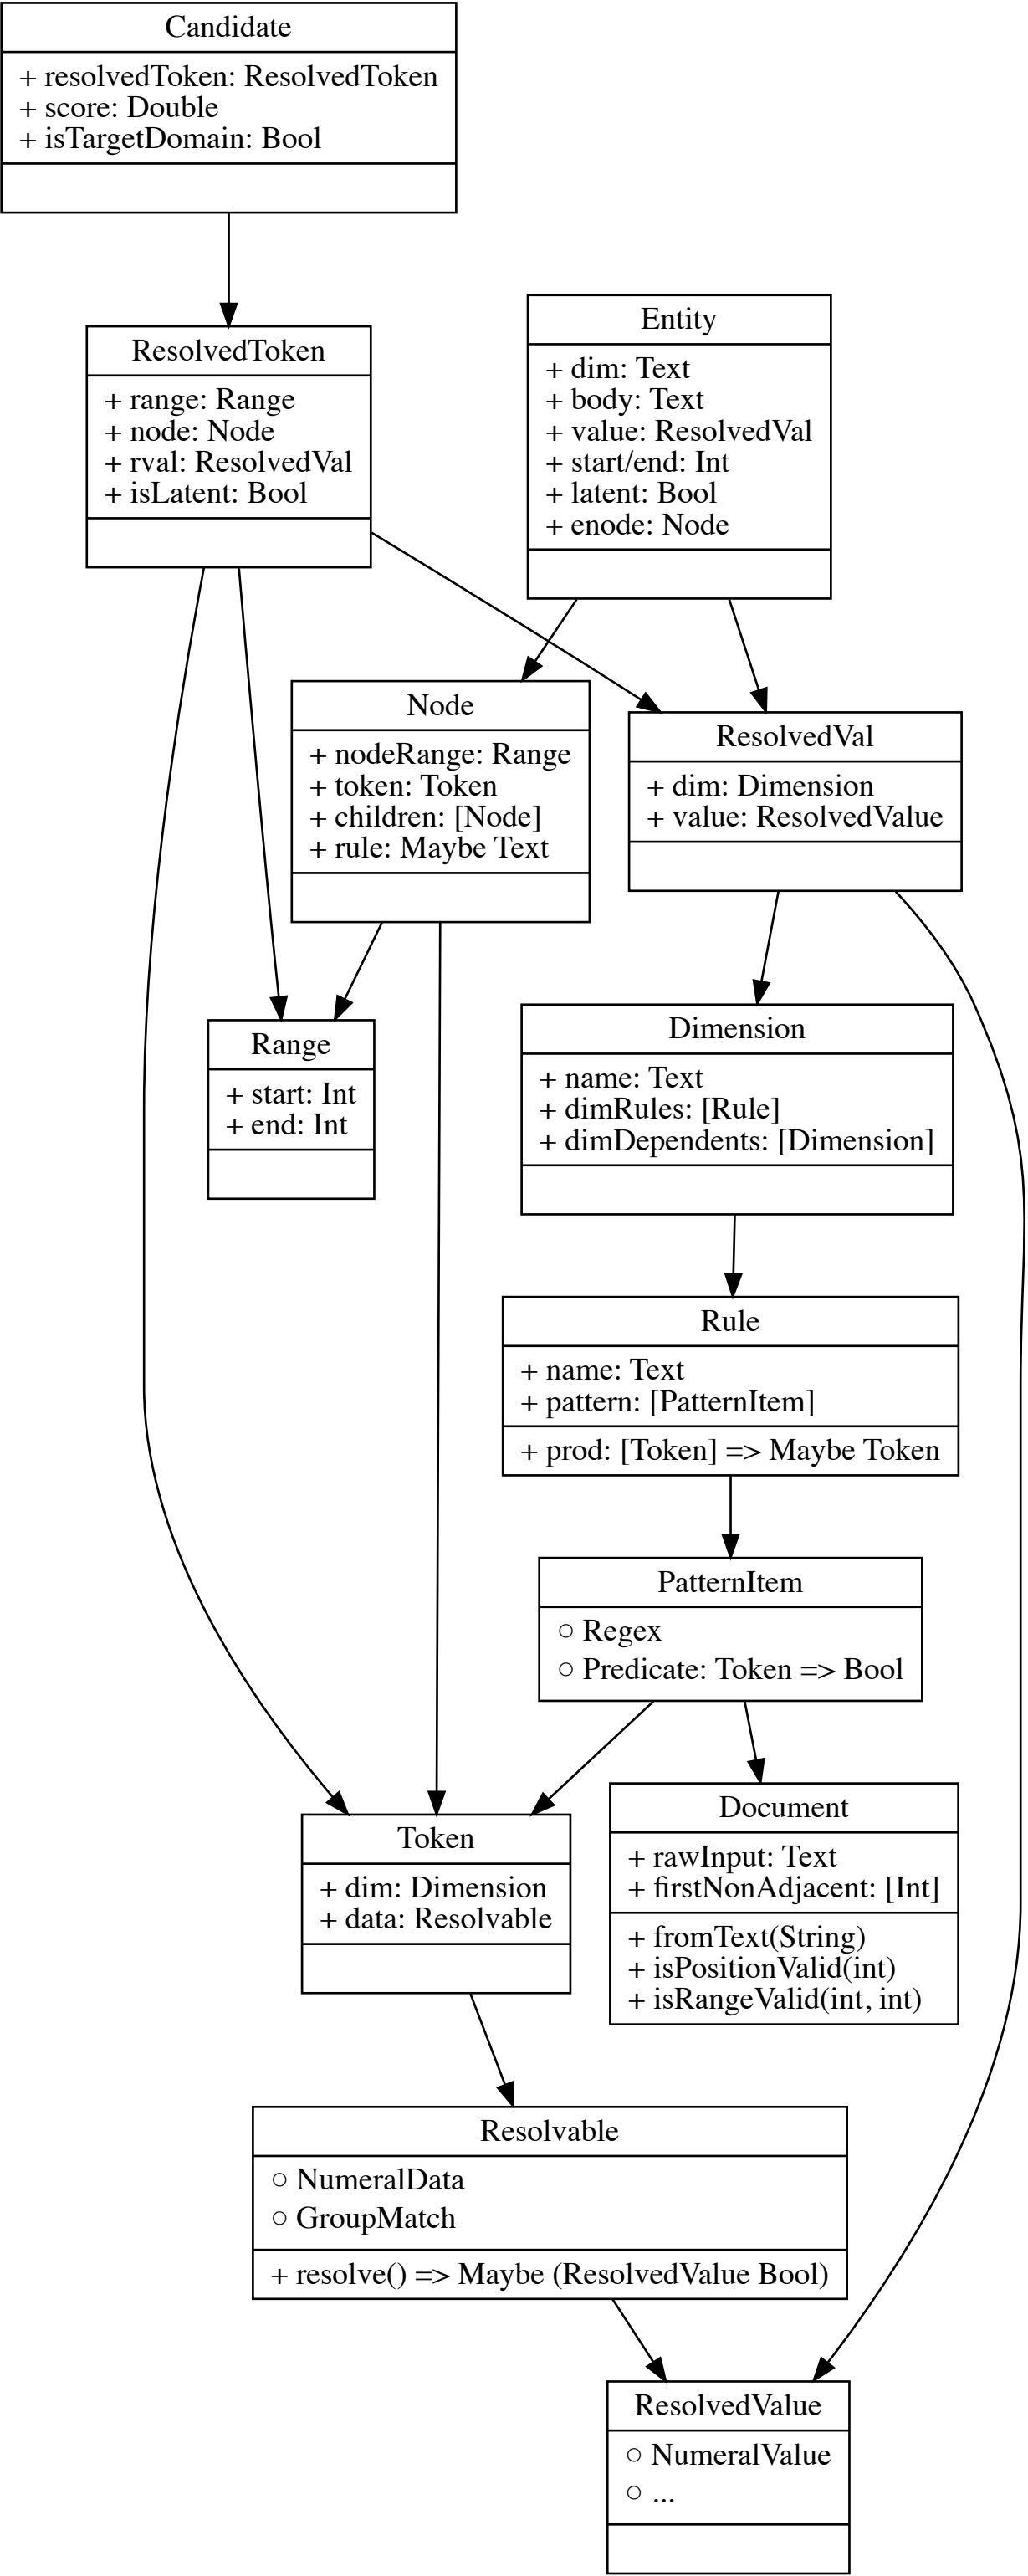 Candidate
+ resolvedToken: ResolvedToken
+ score: Double
+ isTargetDomain: Bool
ResolvedToken
+ range: Range
+ node: Node
+ rval: ResolvedVal
+ isLatent: Bool
Entity
+ dim: Text
+ body: Text
+ value: ResolvedVal
+ start/end: Int
+ latent: Bool
+ enode: Node
Node
+ nodeRange: Range
+ token: Token
+ children: [Node]
+ rule: Maybe Text
ResolvedVal
+ dim: Dimension
+ value: ResolvedValue
Range
+ start: Int
+ end: Int
Dimension
+ name: Text
+ dimRules: [Rule]
+ dimDependents: [Dimension]
Rule
+ name: Text
+ pattern: [PatternItem]
+ prod: [Token] => Maybe Token
PatternItem
○ Regex
○ Predicate: Token => Bool
Token
+ dim: Dimension
+ data: Resolvable
Document
+ rawInput: Text
+ firstNonAdjacent: [Int]
+ fromText(String)
+ isPositionValid(int)
+ isRangeValid(int, int)
Resolvable
○ NumeralData
○ GroupMatch
+ resolve() => Maybe (ResolvedValue Bool)
ResolvedValue
○ NumeralValue
○ ...